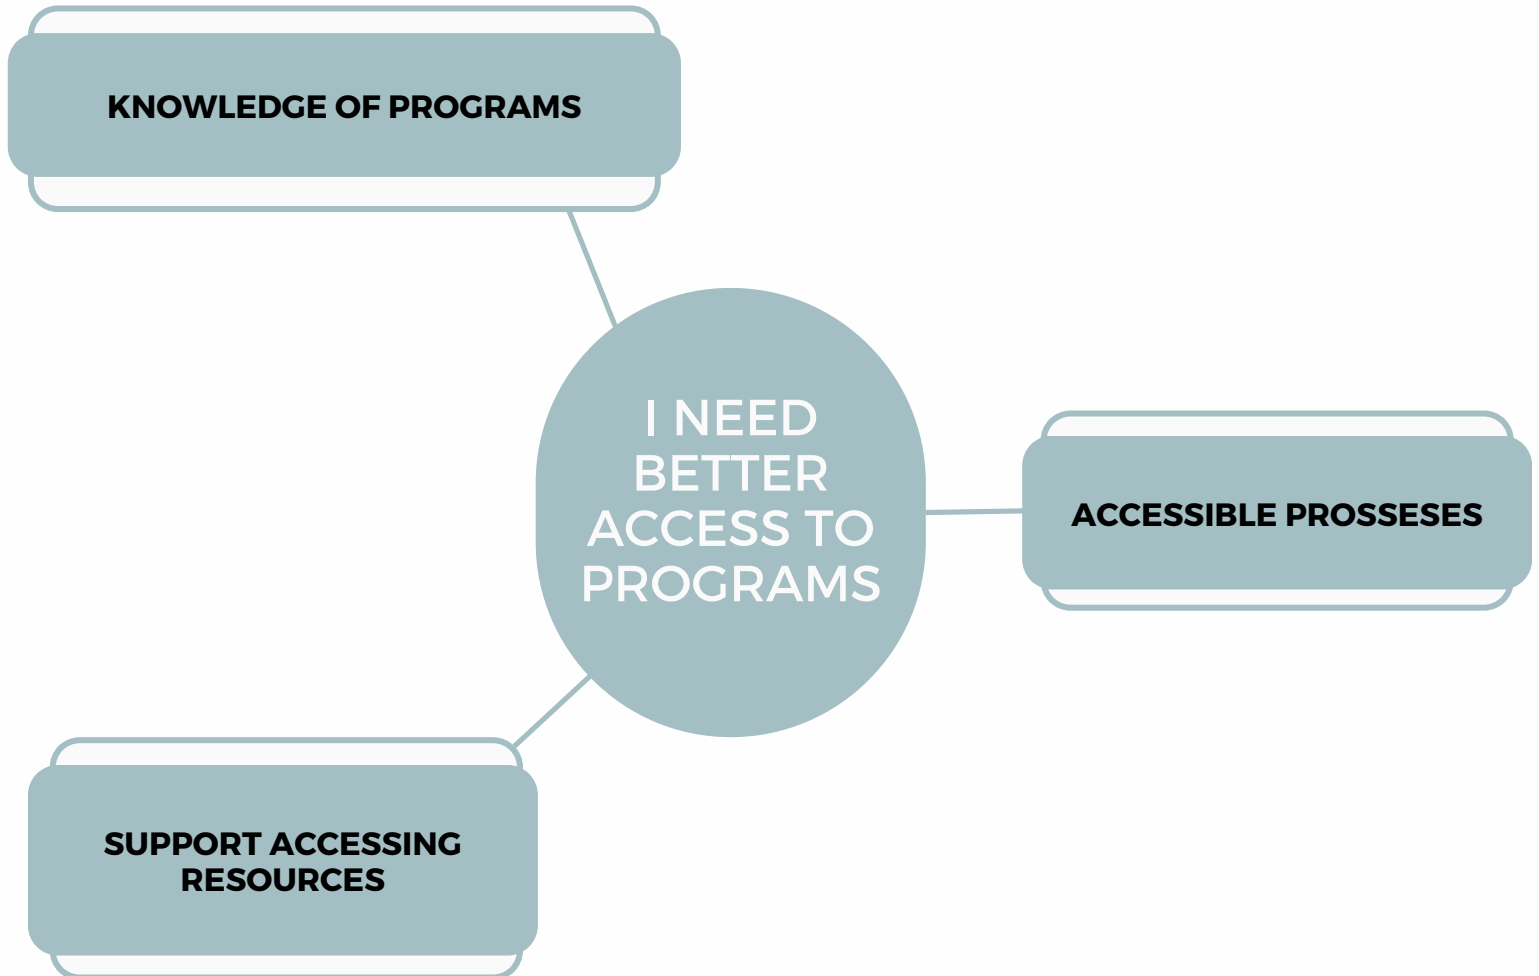 KNOWLEDGE OF PROGRAMS
I NEED
BETTER
ACCESS TO
PROGRAMS
ACCESSIBLE PROSSESES
SUPPORT ACCESSING
RESOURCES